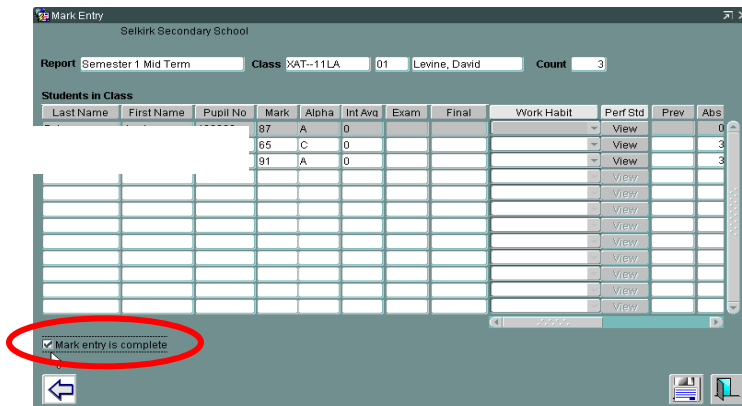 Mark Entry
Selkirk Secondary School
Report Semester 1 Mid Term Class XAT--11LA 01 Levine, David Count 3
Students in Class
Last Name First Name Pupil No Mark Alpha Int Avg Exam Final Work Habit Perf Std Prev Abs
87 A 0 View 0
65 C 0 View 3
91 A 0 View 3
View
View
View
View
View
View
View
View
View
Mark entry is complete